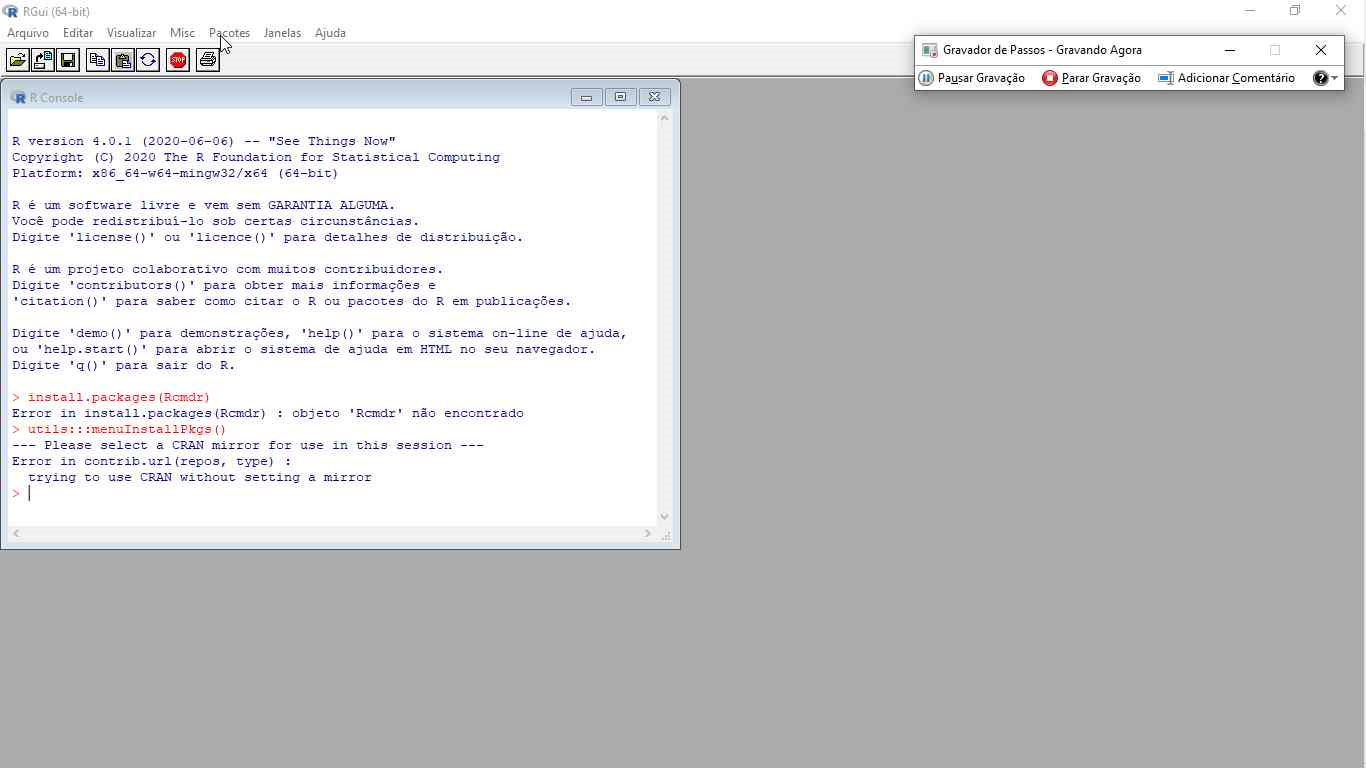 RGui (64-bit)
Arquivo Editar Visualizar Misc Pacotes Janelas Ajuda
STOP
Gravador de Passos - Gravando Agora
Pausar Gravação Parar Gravação Adicionar Comentário ?
R Console
R version 4.0.1 (2020-06-06) -- "See Things Now"
Copyright (C) 2020 The R Foundation for Statistical Computing
Platform: x86_64-w64-mingw32/x64 (64-bit)
R é um software livre e vem sem GARANTIA ALGUMA.
Você pode redistribuí-lo sob certas circunstâncias.
Digite 'license()' ou 'licence()' para detalhes de distribuição.
R é um projeto colaborativo com muitos contribuidores.
Digite 'contributors()' para obter mais informações e
'citation()' para saber como citar o R ou pacotes do R em publicações.
Digite 'demo()' para demonstrações, 'help()' para o sistema on-line de ajuda,
ou 'help.start()' para abrir o sistema de ajuda em HTML no seu navegador.
Digite 'q()' para sair do R.
> install.packages(Rcmdr)
Error in install.packages(Rcmdr) : objeto 'Rcmdr' não encontrado
> utils:::menuInstallPkgs()
--- Please select a CRAN mirror for use in this session ---
Error in contrib.url(repos, type) :
trying to use CRAN without setting a mirror
>